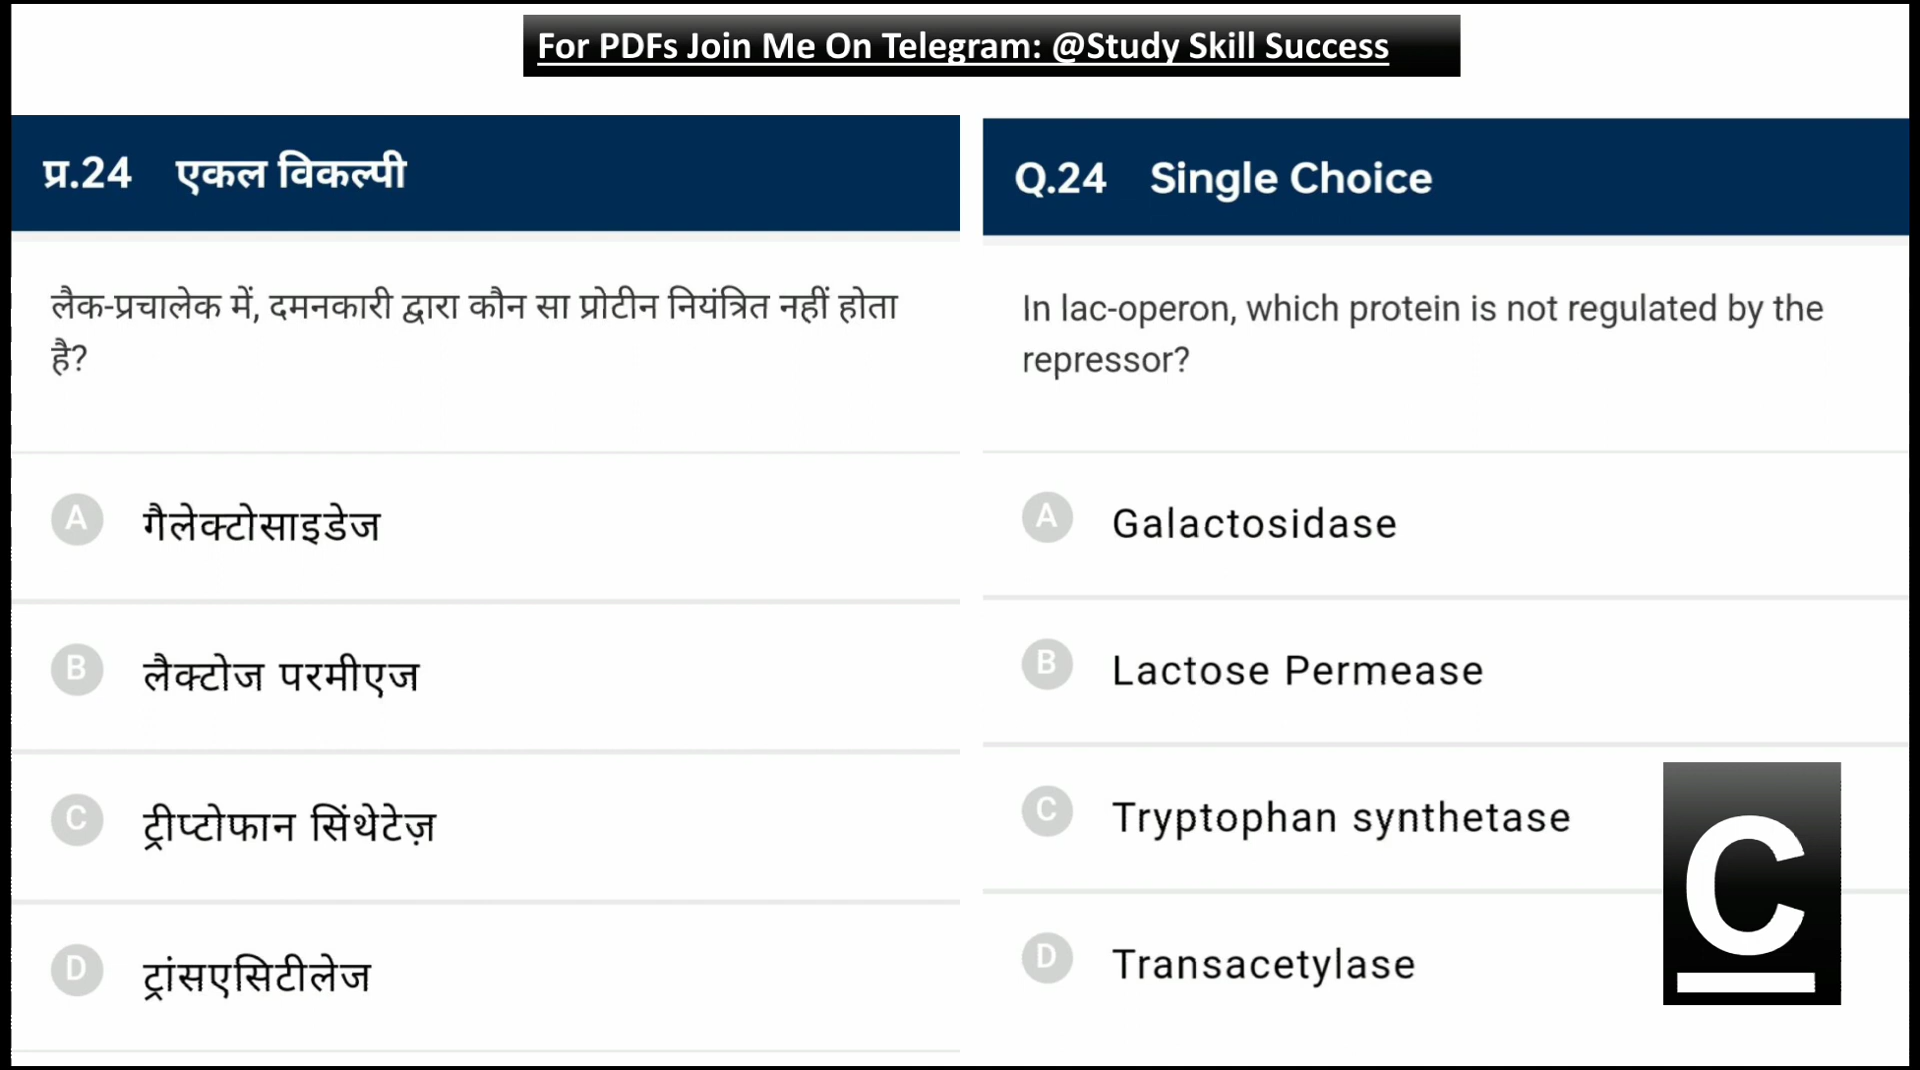 For PDFs Join Me On Telegram: @Study Skill Success
प्र.24 एकल विकल्पी
लैक-प्रचालेक में, दमनकारी द्वारा कौन सा प्रोटीन नियंत्रित नहीं होता
है?
A गैलेक्टोसाइडेज
B लैक्टोज परमीएज
C ट्रीप्टोफान सिंथेटेज़
D ट्रांसएसिटीलेज
Q.24 Single Choice
In lac-operon, which protein is not regulated by the
repressor?
A Galactosidase
B Lactose Permease
C Tryptophan synthetase
D Transacetylase
C